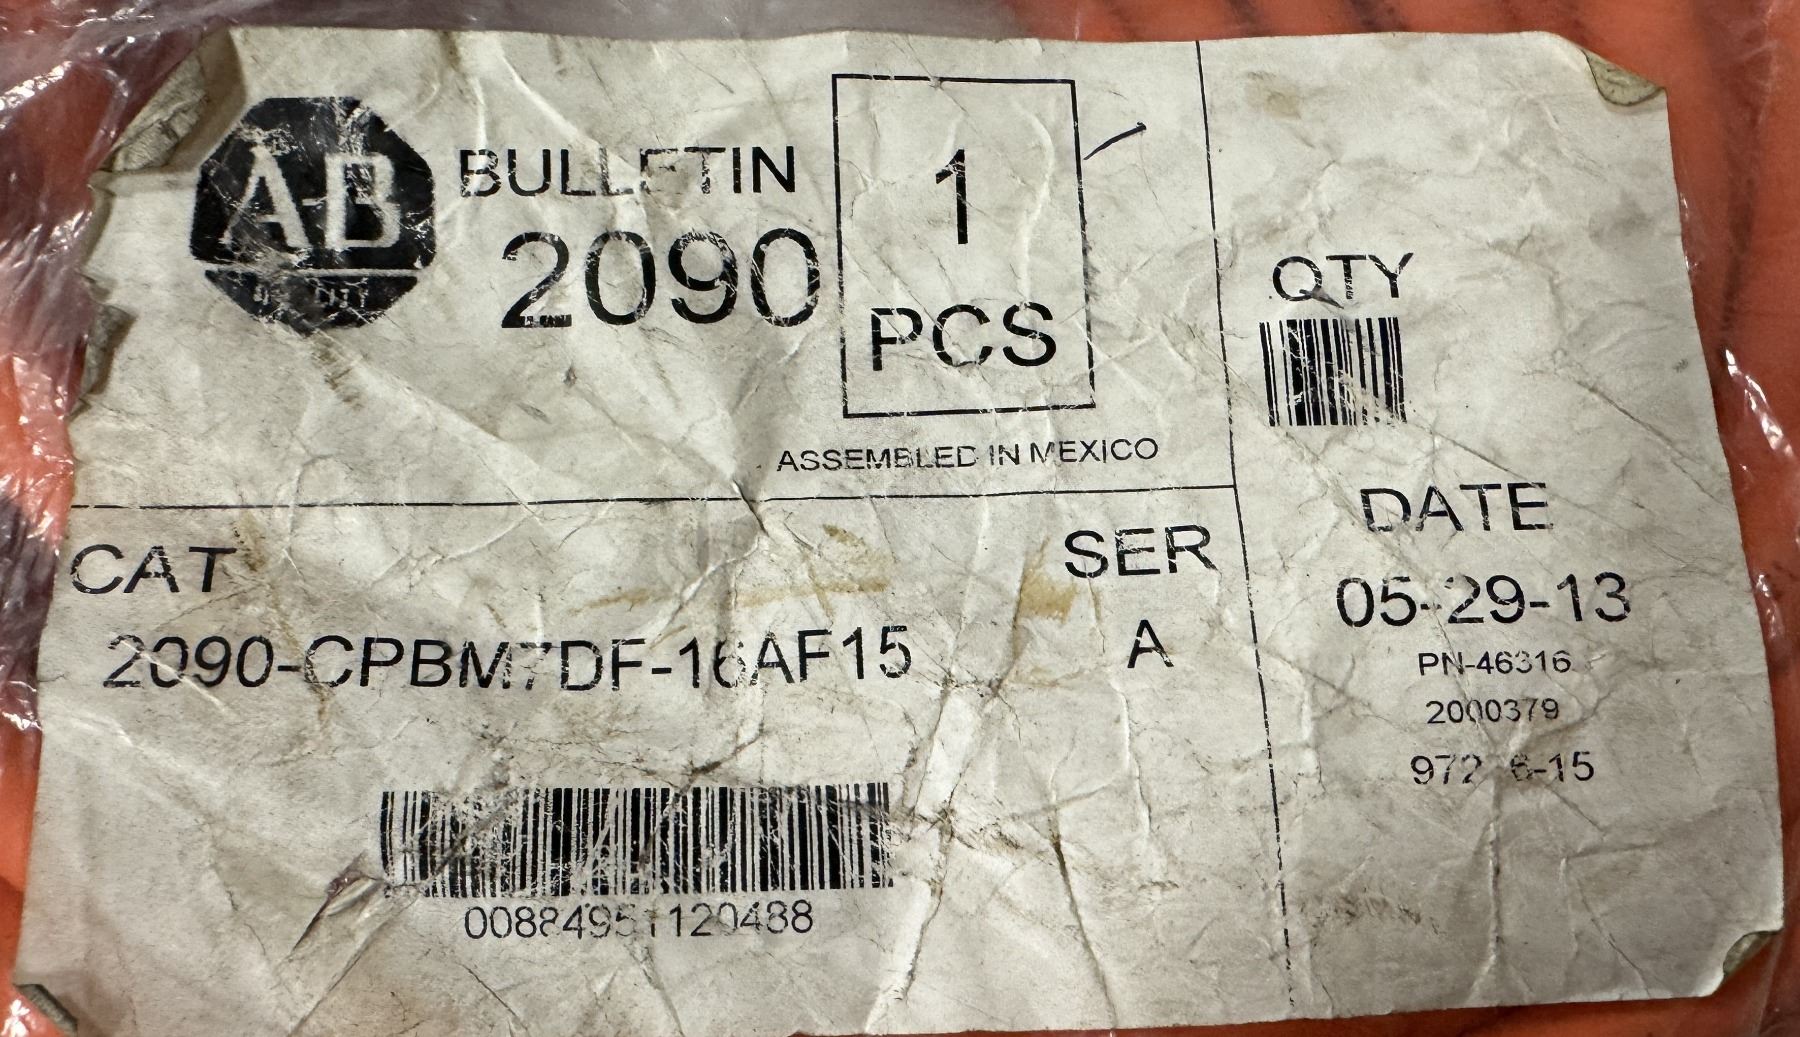 A-B
BULLETIN
2090
1
PCS
ASSEMBLED IN MEXICO
QTY
CAT
2090-CPBM7DF-16AF15
SER
A
DATE
05-29-13
PN-46316
2000379
00884951120488